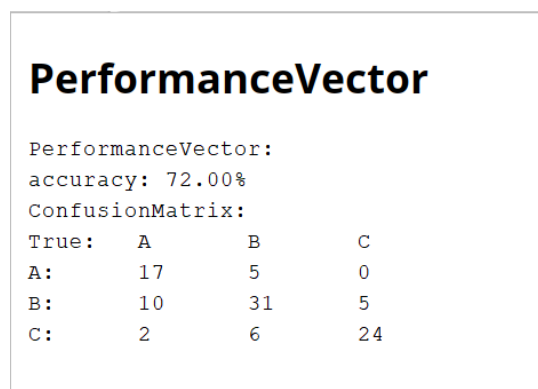 PerformanceVector
PerformanceVector:
accuracy: 72.00%
ConfusionMatrix:
True: A B C
A: 17 5 0
B: 10 31 5
C: 2 6 24